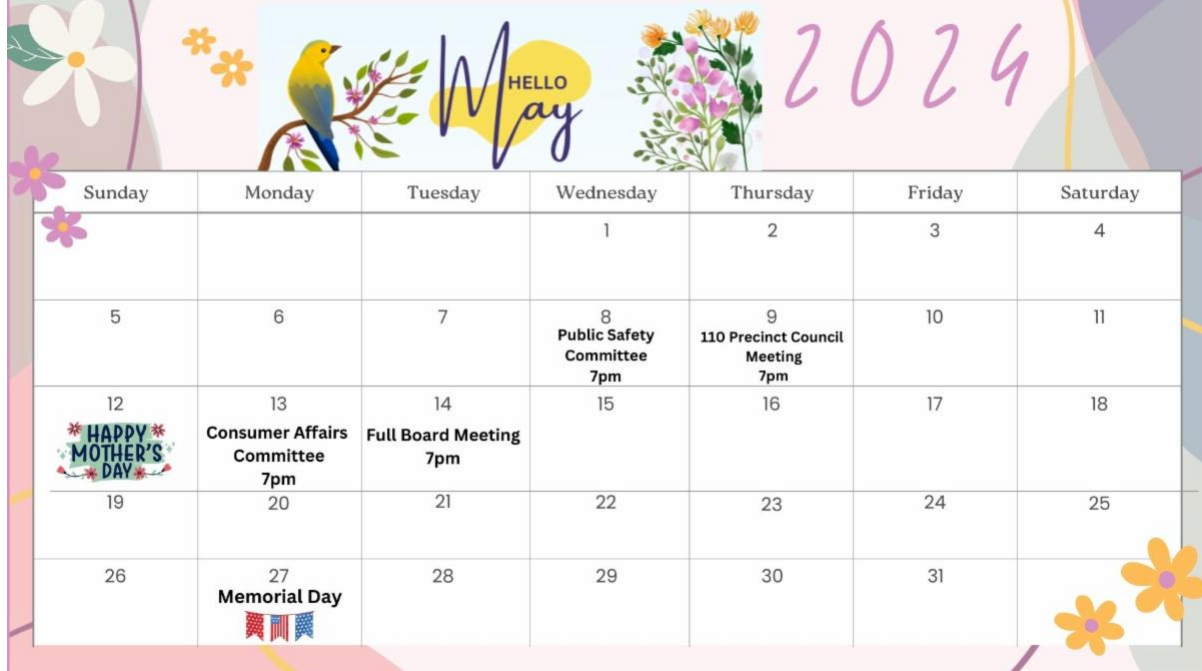 HELLO
May
2024
Sunday Monday Tuesday Wednesday Thursday Friday Saturday
1 2 3 4
5 6 7 8 9 10 11
Public Safety
Committee
7pm
110 Precinct Council
Meeting
7pm
12 13 14 15 16 17 18
HAPPY
MOTHER'S
DAY
Consumer Affairs
Committee
7pm
Full Board Meeting
7pm
19 20 21 22 23 24 25
26 27 28 29 30 31
Memorial Day